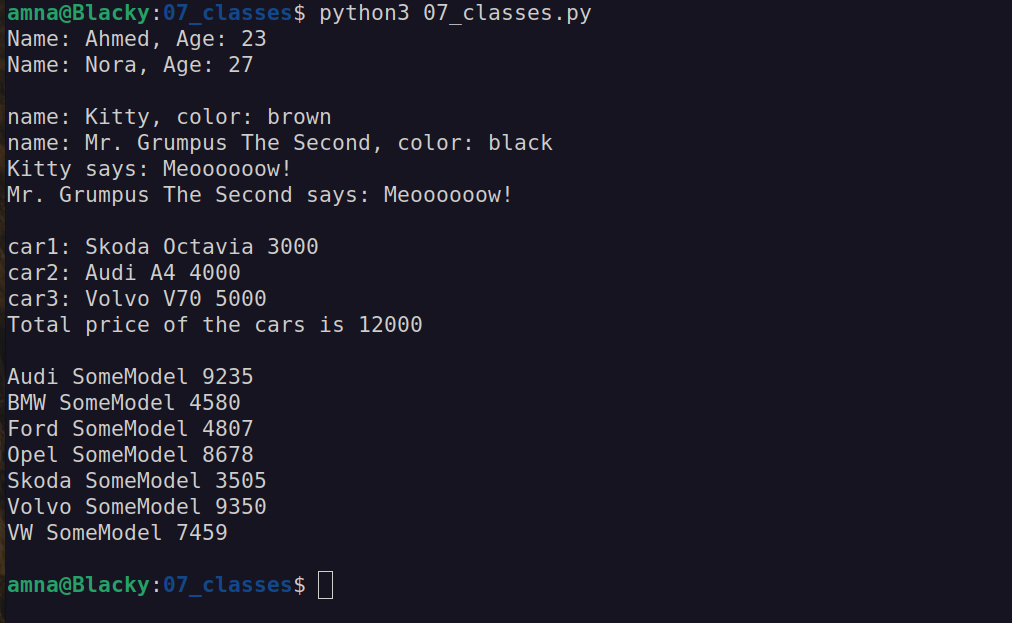 amna@Blacky:07_classes$ python3 07_classes.py
Name: Ahmed, Age: 23
Name: Nora, Age: 27
name: Kitty, color: brown
name: Mr. Grumpus The Second, color: black
Kitty says: Meoooooow!
Mr. Grumpus The Second says: Meoooooow!
car1: Skoda Octavia 3000
car2: Audi A4 4000
car3: Volvo V70 5000
Total price of the cars is 12000
Audi SomeModel 9235
BMW SomeModel 4580
Ford SomeModel 4807
Opel SomeModel 8678
Skoda SomeModel 3505
Volvo SomeModel 9350
VW SomeModel 7459
amna@Blacky:07_classes$